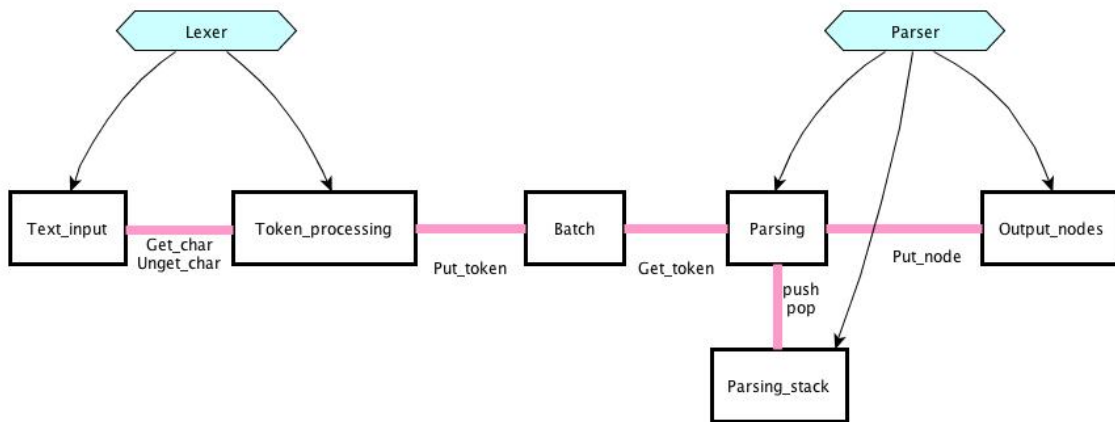 Lexer
Parser
Text_input
Token_processing
Batch
Parsing
Output_nodes
Get_char
Unget_char
Put_token
Get_token
Put_node
push
pop
Parsing_stack